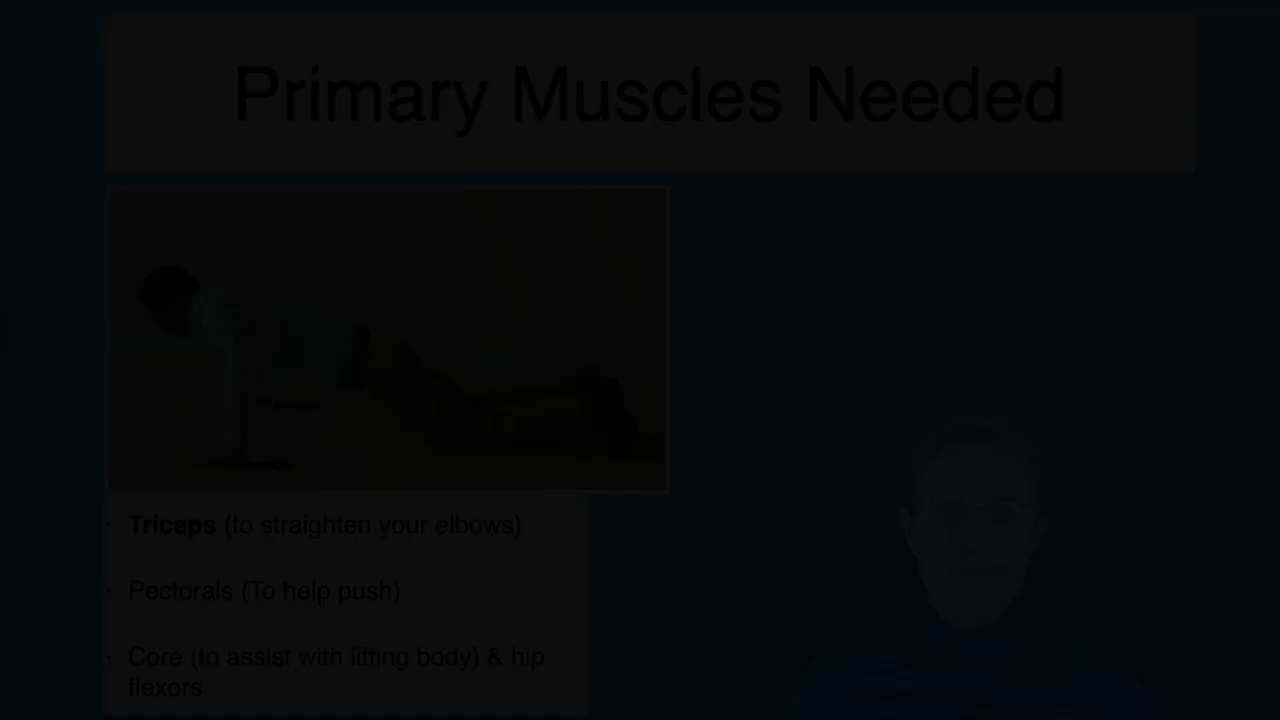 Primary Muscles Needed
• Triceps (to straighten your elbows)
• Pectorals (To help push)
• Core (to assist with lifting body) & hip
flexors